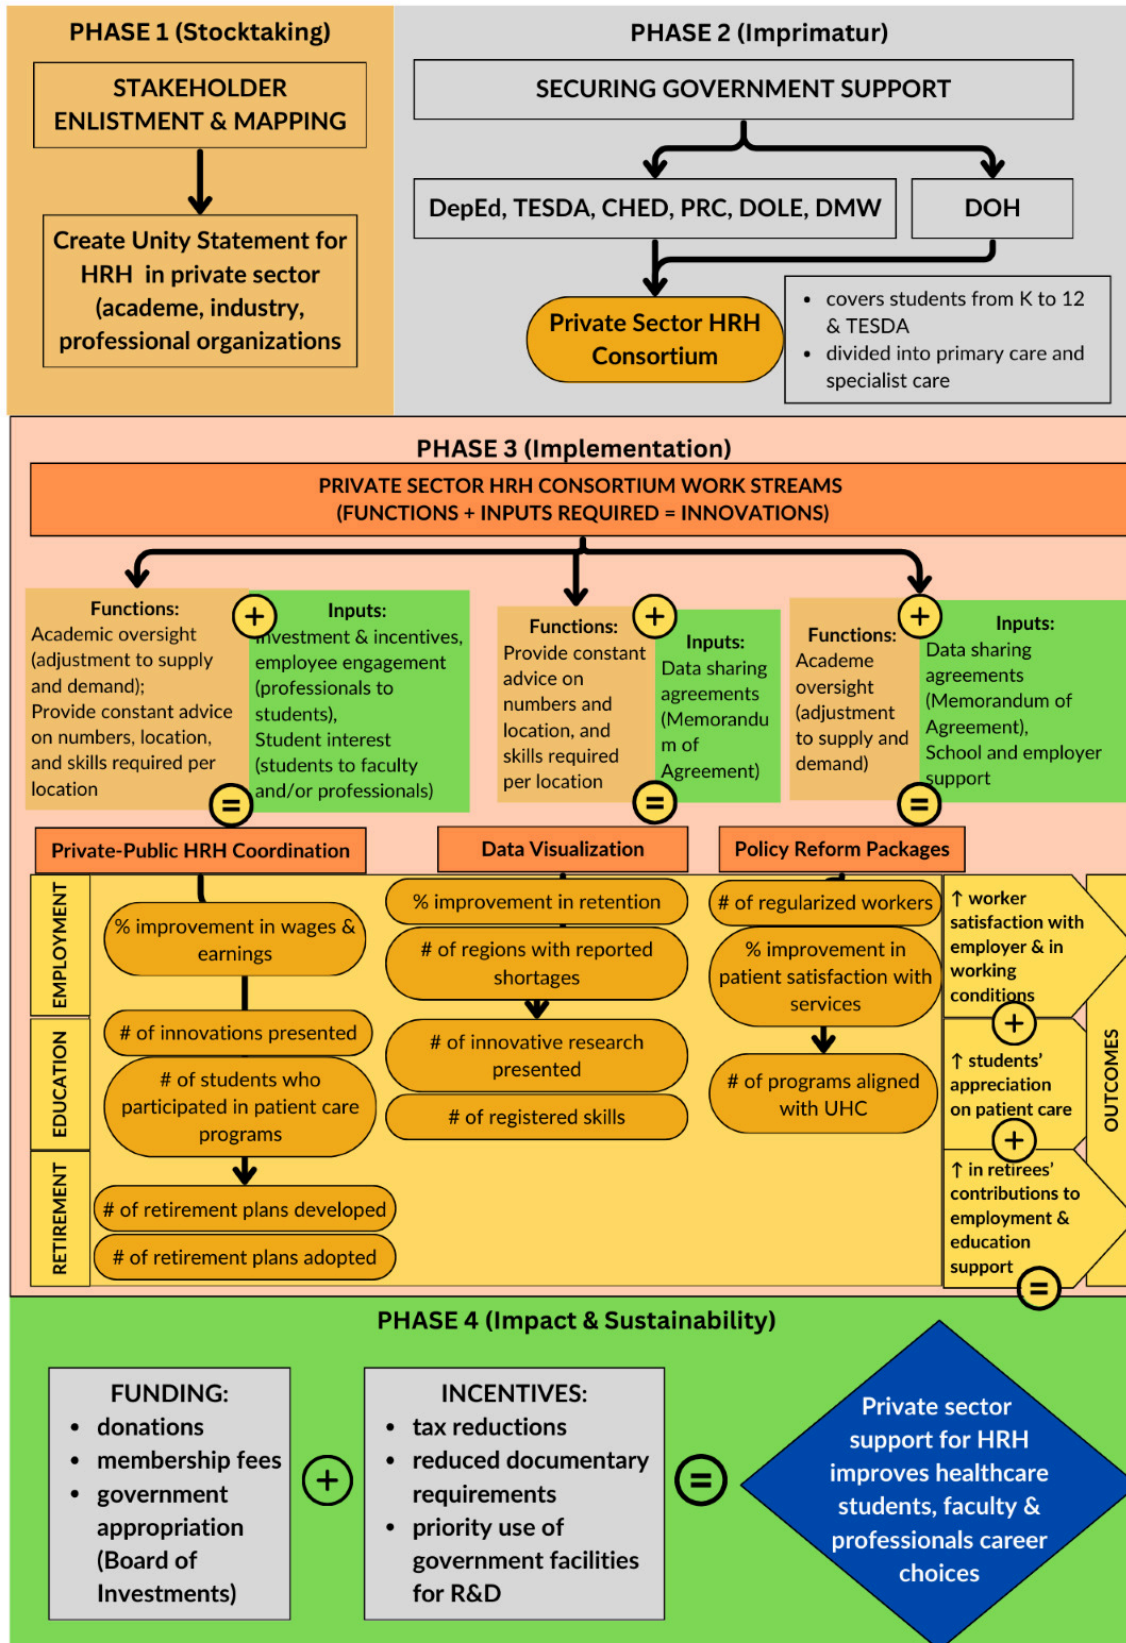 PHASE 1 (Stocktaking)
STAKEHOLDER
ENLISTMENT & MAPPING
Create Unity Statement for
HRH in private sector
(academe, industry,
professional organizations
PHASE 2 (Imprimatur)
SECURING GOVERNMENT SUPPORT
DepEd, TESDA, CHED, PRC, DOLE, DMW
DOH
Private Sector HRH
Consortium
• covers students from K to 12
& TESDA
• divided into primary care and
specialist care
PHASE 3 (Implementation)
PRIVATE SECTOR HRH CONSORTIUM WORK STREAMS
(FUNCTIONS + INPUTS REQUIRED = INNOVATIONS)
Functions:
Academic oversight
(adjustment to supply
and demand);
Provide constant advice
on numbers, location,
and skills required per
location
+
Inputs:
Investment & incentives,
employee engagement
(professionals to
students),
Student interest
(students to faculty
and/or professionals)
=
Functions:
Provide constant
advice on
numbers and
location, and
skills required
per location
+
Inputs:
Data sharing
agreements
(Memorandu
m of
Agreement)
=
Functions:
Academe
oversight
(adjustment
to supply and
demand)
+
Inputs:
Data sharing
agreements
(Memorandum of
Agreement),
School and employer
support
=
Private-Public HRH Coordination
Data Visualization
Policy Reform Packages
EMPLOYMENT
% improvement in wages &
earnings
% improvement in retention
# of regions with reported
shortages
# of regularized workers
% improvement in
patient satisfaction with
services
↑ worker
satisfaction with
employer & in
working
conditions
+
EDUCATION
# of innovations presented
# of students who
participated in patient care
programs
# of innovative research
presented
# of registered skills
# of programs aligned
with UHC
↑ students'
appreciation
on patient care
+
RETIREMENT
# of retirement plans developed
# of retirement plans adopted
↑ in retirees'
contributions to
employment &
education
support
=
OUTCOMES
PHASE 4 (Impact & Sustainability)
FUNDING:
• donations
• membership fees
• government
appropriation
(Board of
Investments)
+
INCENTIVES:
• tax reductions
• reduced documentary
requirements
• priority use of
government facilities
for R&D
=
Private sector
support for HRH
improves healthcare
students, faculty &
professionals career
choices